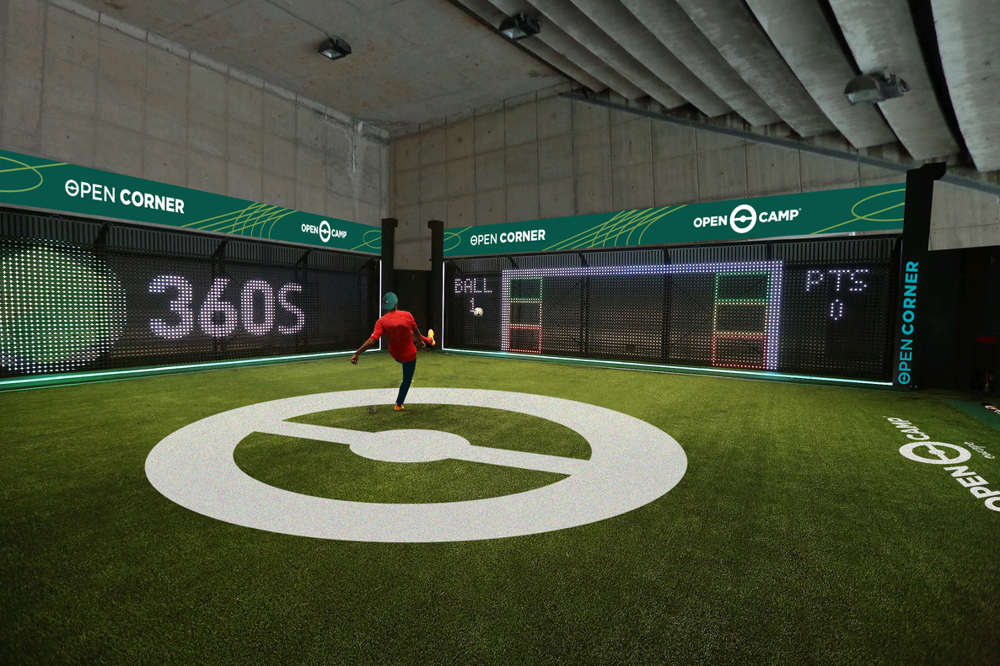 OPEN CORNER
OPEN CAMP
OPEN CORNER
OPEN CAMP
360S
BALL
1
PTS
0
OPEN CORNER
OPEN CAMP